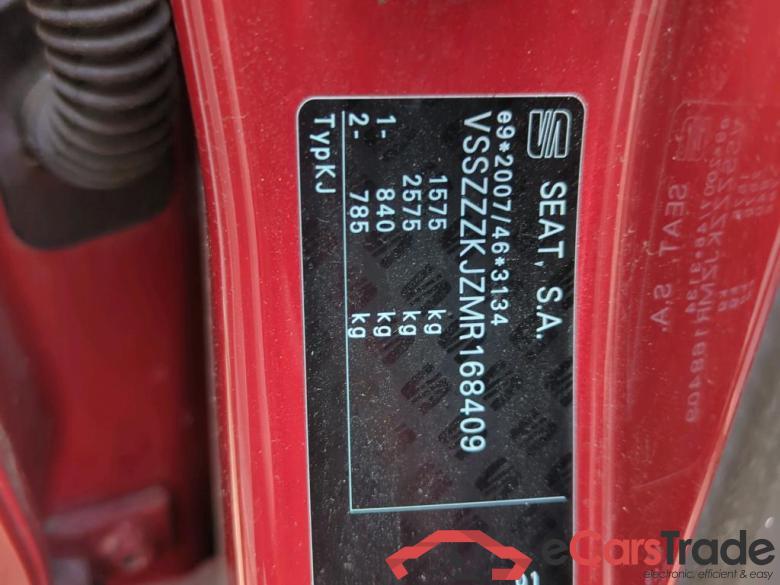 SEAT, S.A.
e9*2007/46*3134
VSSZZZKJZMR168409
1575 kg
2575 kg
1- 840 kg
2- 785 kg
TypKJ
eCarsTrade
electronic, efficient & easy